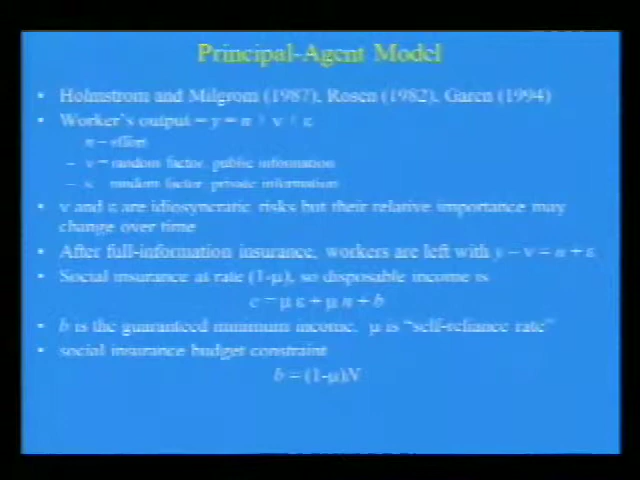 Principal-Agent Model
• Holmstrom and Milgrom (1987), Rosen (1982), Garen (1994)
• Worker's output = y = n + ν + ε
n = effort
– ν = random factor, public information
– ε random factor, private information
• ν and ε are idiosyncratic risks but their relative importance may
change over time
• After full-information insurance, workers are left with y – ν = n + ε
• Social insurance at rate (1-μ), so disposable income is
c = μ ε + μ n + b
• b is the guaranteed minimum income, μ is "self-reliance rate"
• social insurance budget constraint
b = (1-μ)N